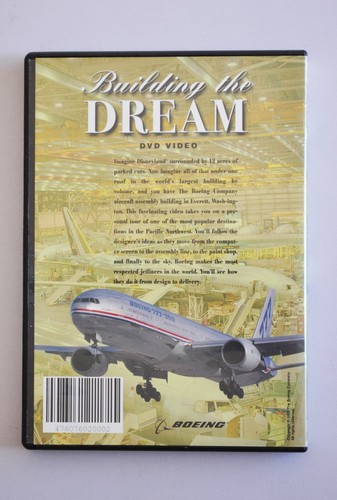 Building the
DREAM
DVD VIDEO
Imagine Disneyland surrounded by 12 acres of
parked cars. Now imagine all of that under one
roof in the world's largest building by
volume, and you have The Boeing Company
aircraft assembly building in Everett, Washing-
ton. This fascinating video takes you on a per-
sonal tour of one of the most popular destina-
tions in the Pacific Northwest. You'll follow the
designer's ideas as they move from the comput-
er screen to the assembly line, to the paint shop,
and finally to the sky. Boeing makes the most
respected jetliners in the world. You'll see how
they do it from design to delivery.
BOEING 777-300
BOEING